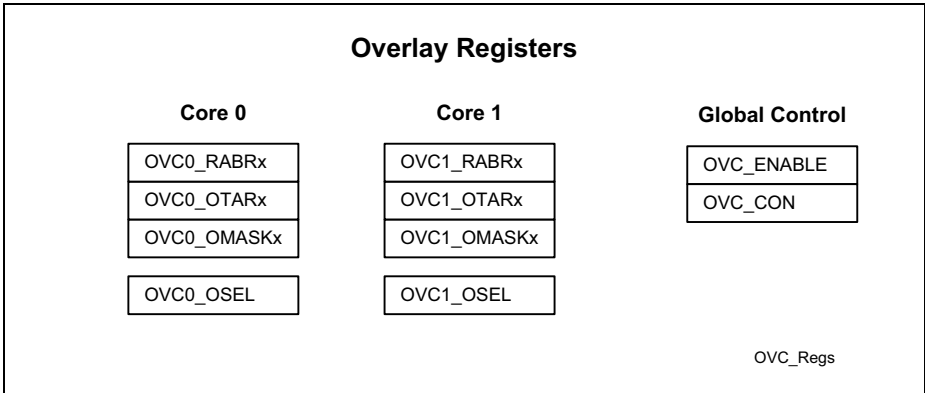 Overlay Registers
Core 0
OVC0_RABRx
OVC0_OTARx
OVC0_OMASKx
OVC0_OSEL
Core 1
OVC1_RABRx
OVC1_OTARx
OVC1_OMASKx
OVC1_OSEL
Global Control
OVC_ENABLE
OVC_CON
OVC_Regs